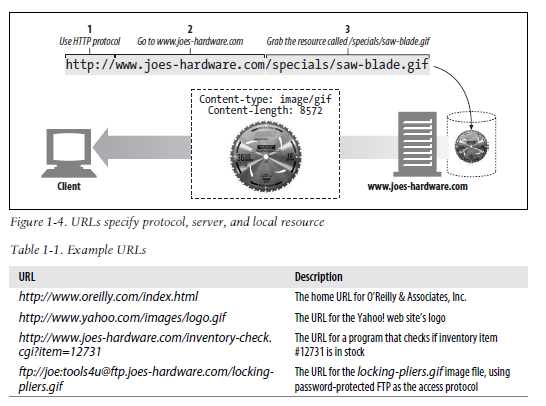 1 2 3
Use HTTP protocol Go to www.joes-hardware.com Grab the resource called /specials/saw-blade.gif
http://www.joes-hardware.com/specials/saw-blade.gif
Content-type: image/gif
Content-length: 8572
Client
www.joes-hardware.com
Figure 1-4. URLs specify protocol, server, and local resource
Table 1-1. Example URLs
URL Description
http://www.oreilly.com/index.html The home URL for O'Reilly & Associates, Inc.
http://www.yahoo.com/images/logo.gif The URL for the Yahoo! web site's logo
http://www.joes-hardware.com/inventory-check. The URL for a program that checks if inventory item
cgi?item=12731 #12731 is in stock
ftp://joe:tools4u@ftp.joes-hardware.com/locking- The URL for the locking-pliers.gif image file, using
pliers.gif password-protected FTP as the access protocol